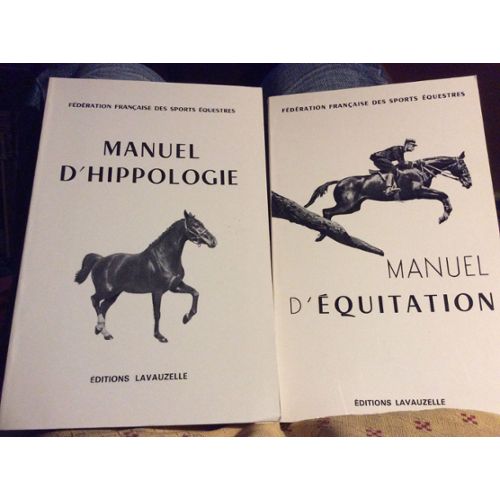 FÉDÉRATION FRANÇAISE DES SPORTS ÉQUESTRES
MANUEL
D'HIPPOLOGIE
ÉDITIONS LAVAUZELLE
FÉDÉRATION FRANÇAISE DES SPORTS ÉQUESTRES
MANUEL
D'ÉQUITATION
ÉDITIONS LAVAUZELLE